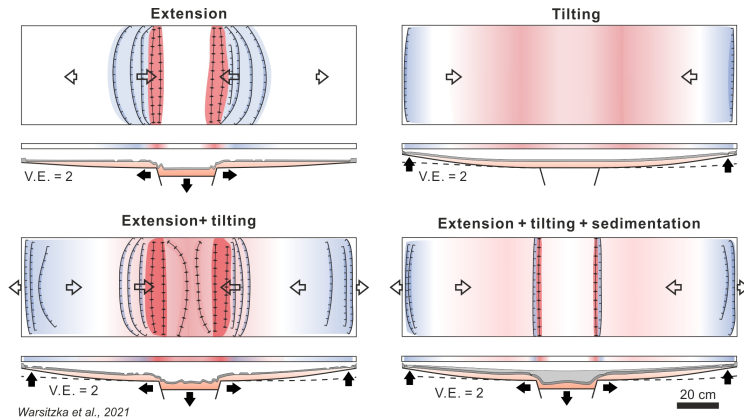 Extension
Tilting
V.E. = 2
V.E. = 2
Extension+ tilting
Extension + tilting + sedimentation
V.E. = 2
V.E. = 2
20 cm
Warsitzka et al., 2021